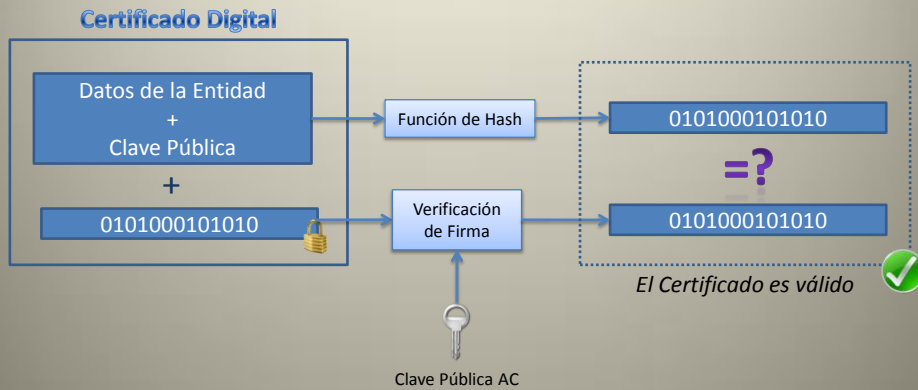 Certificado Digital
Datos de la Entidad
+
Clave Pública
+
0101000101010
Función de Hash
Verificación
de Firma
Clave Pública AC
0101000101010
=?
0101000101010
El Certificado es válido